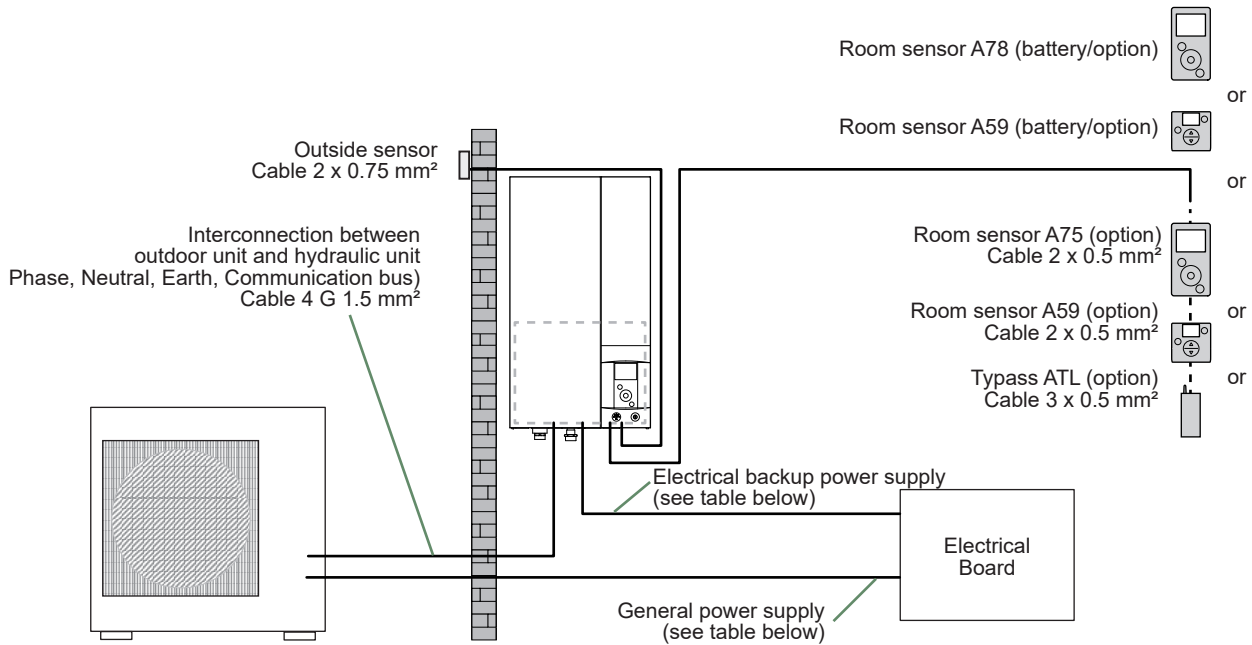 Room sensor A78 (battery/option)
or
Room sensor A59 (battery/option)
or
Outside sensor
Cable 2 x 0.75 mm²
Interconnection between
outdoor unit and hydraulic unit
Phase, Neutral, Earth, Communication bus)
Cable 4 G 1.5 mm²
Room sensor A75 (option)
Cable 2 x 0.5 mm²
or
Room sensor A59 (option)
Cable 2 x 0.5 mm²
or
Typass ATL (option)
Cable 3 x 0.5 mm²
Electrical backup power supply
(see table below)
Electrical
Board
General power supply
(see table below)